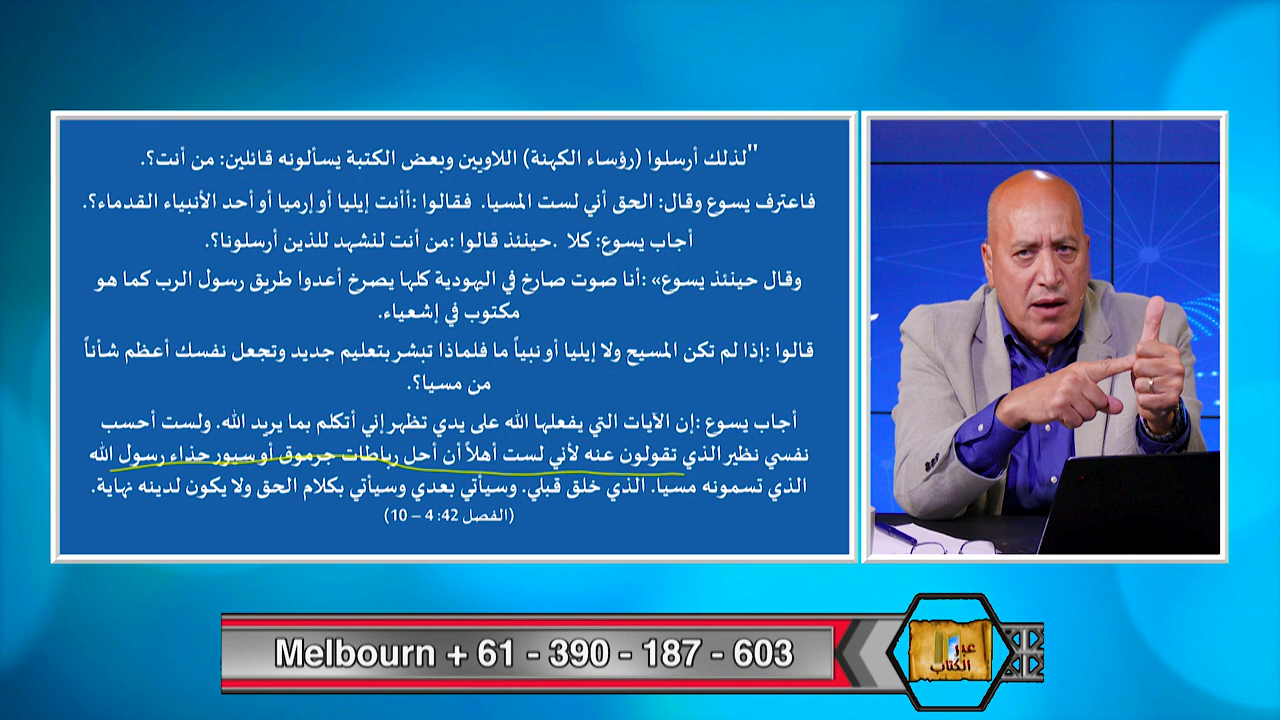 "لذلك أرسلوا (رؤساء الكهنة) اللاويين وبعض الكتبة يسألونه قائلين: من أنت؟.
فاعترف يسوع وقال: الحق أني لست المسيا. فقالوا :أأنت إيليا أو إرميا أو أحد الأنبياء القدماء؟.
أجاب يسوع: كلا .حينئذ قالوا :من أنت لنشهد للذين أرسلونا؟.
وقال حينئذ يسوع» :أنا صوت صارخ في اليهودية كلها يصرخ أعدوا طريق رسول الرب كما هو
مكتوب في إشعياء.
قالوا :إذا لم تكن المسيح ولا إيليا أو نبياً ما فلماذا تبشر بتعليم جديد وتجعل نفسك أعظم شأناً
من مسيا؟.
أجاب يسوع :إن الآيات التي يفعلها الله على يدي تظهر إني أتكلم بما يريد الله. ولست أحسب
نفسي نظير الذي تقولون عنه لأني لست أهلاً أن أحل رباطات جرموق أو سيور حذاء رسول الله
الذي تسمونه مسيا. الذي خلق قبلي. وسيأتي بعدي وسيأتي بكلام الحق ولا يكون لدينه نهاية.
(الفصل 42: 4 – 10)
Melbourn + 61 - 390 - 187 - 603
عبر
الكتاب